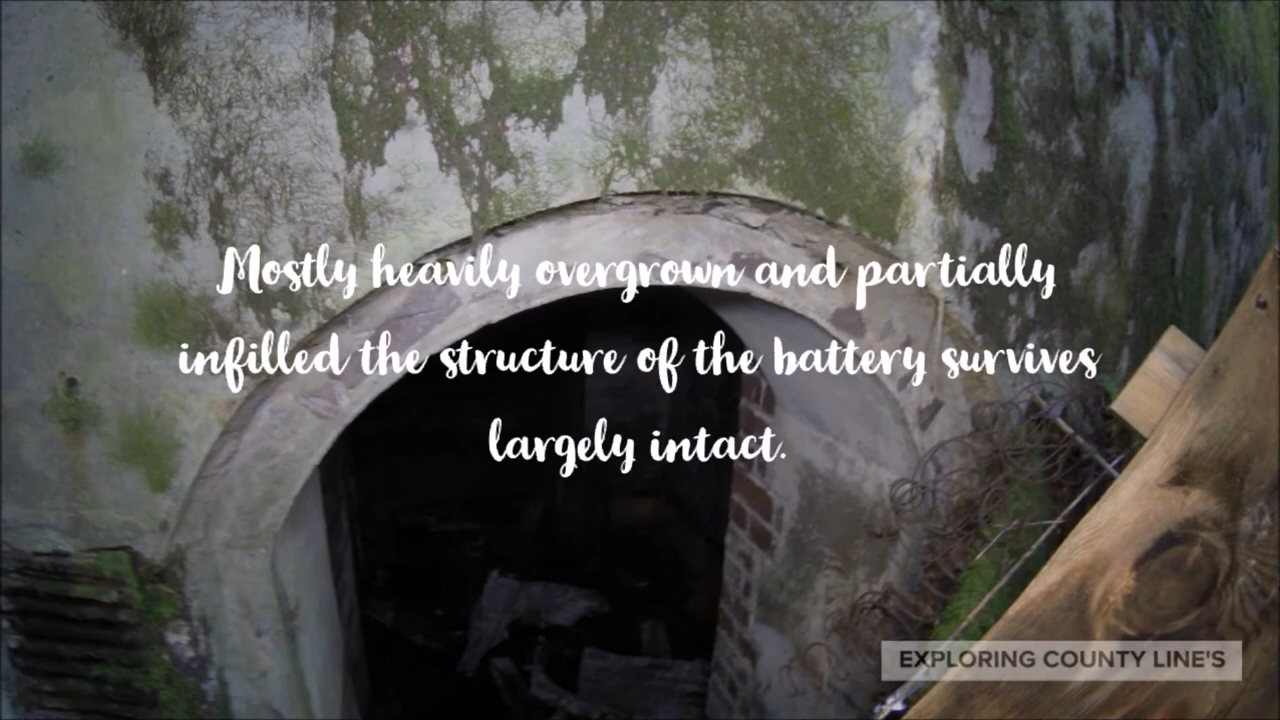 Mostly heavily overgrown and partially
infilled the structure of the battery survives
largely intact.
EXPLORING COUNTY LINE'S